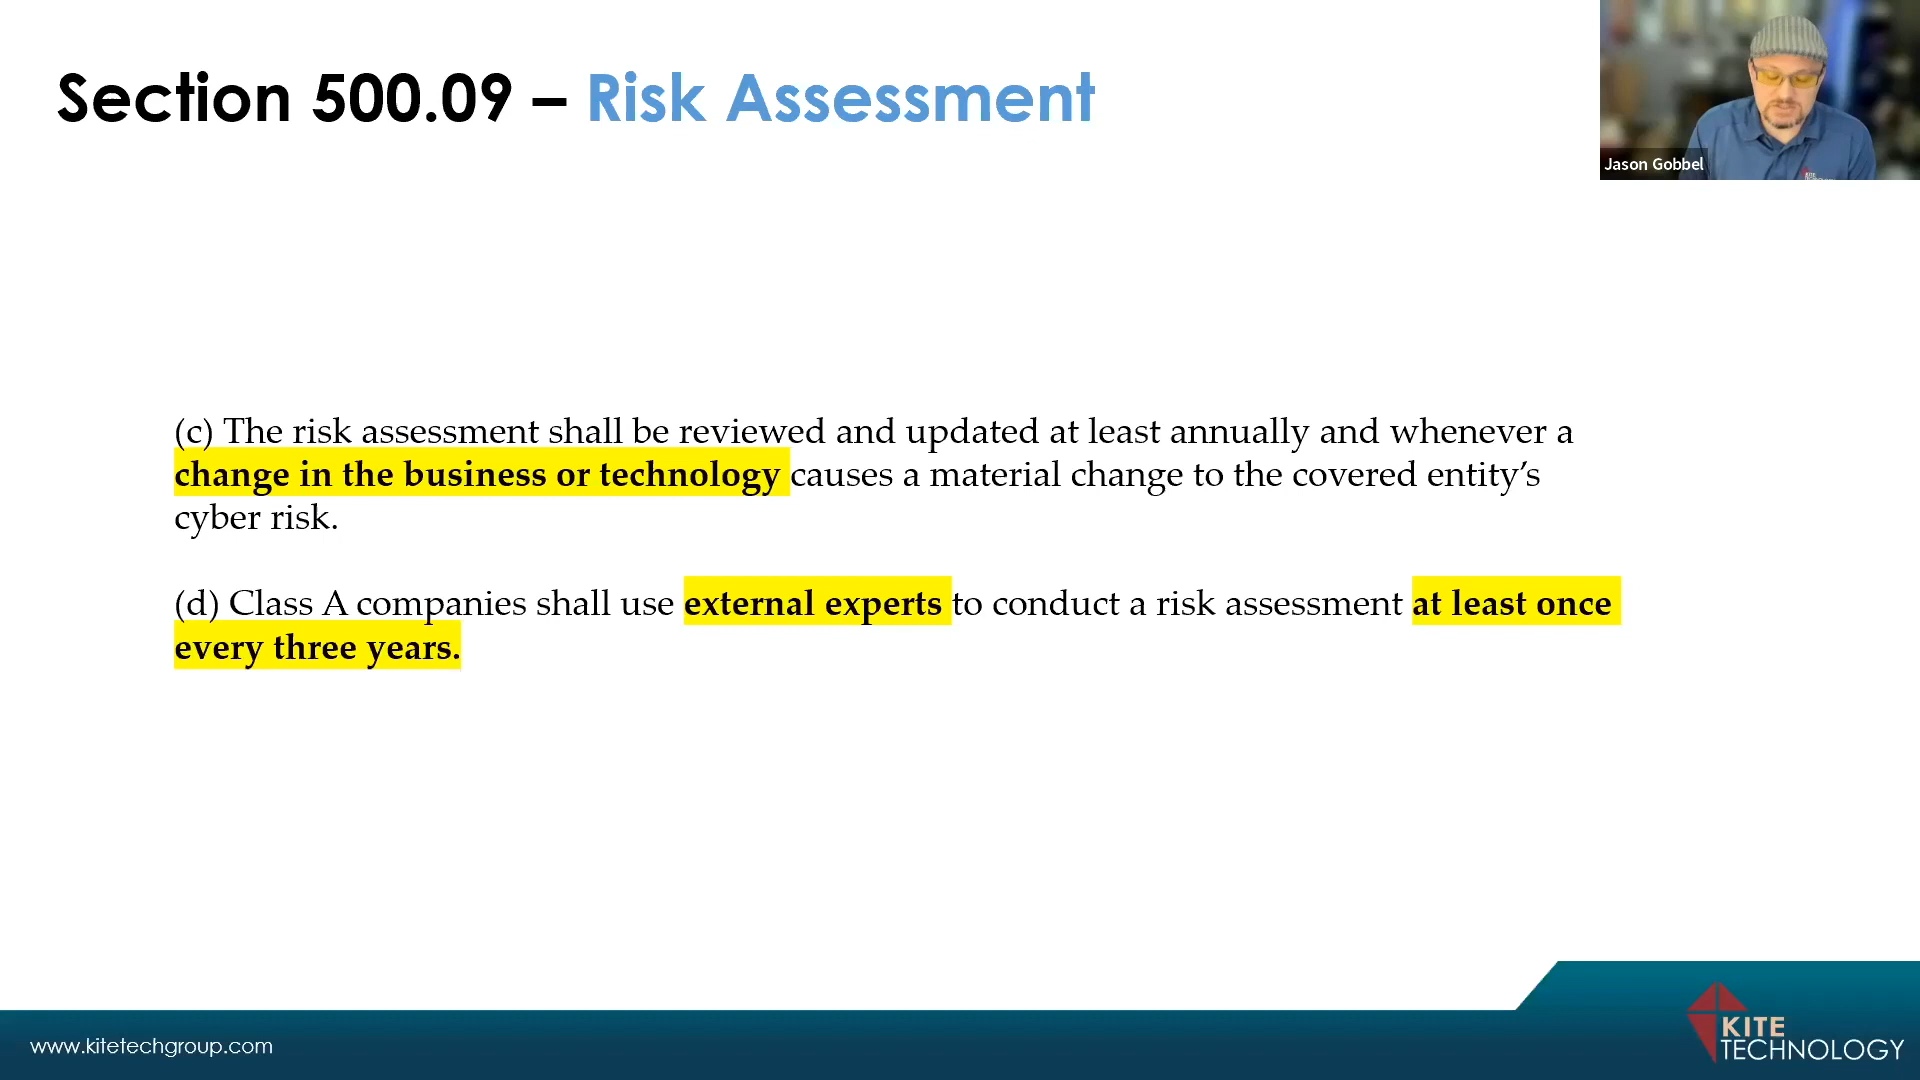 Section 500.09 – Risk Assessment
Jason Gobbel
(c) The risk assessment shall be reviewed and updated at least annually and whenever a
change in the business or technology causes a material change to the covered entity’s
cyber risk.
(d) Class A companies shall use external experts to conduct a risk assessment at least once
every three years.
www.kitetechgroup.com
KITE
TECHNOLOGY